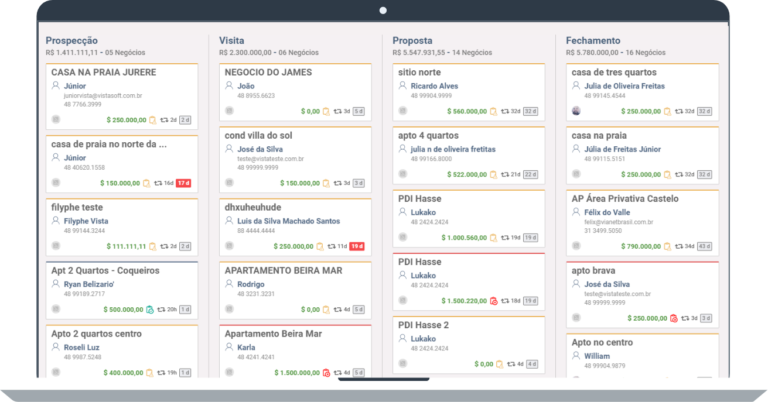 Prospecção
R$ 1.411.111,11 - 05 Negócios
CASA NA PRAIA JURERE
Júnior
juniorvista@vistasoft.com.br
48 7766.3999
$ 250.000,00 2d 2 d
casa de praia no norte da ...
Júnior
48 40620.1558
$ 150.000,00 16d 17 d
filyphe teste
Filyphe Vista
48 99144.3244
$ 111.111,11 2d 2 d
Apt 2 Quartos - Coqueiros
Ryan Belizario'
48 99189.2717
$ 500.000,00 20h 1 d
Apto 2 quartos centro
Roseli Luz
48 9987.5248
$ 400.000,00 19h 1 d
Visita
R$ 2.300.000,00 - 06 Negócios
NEGOCIO DO JAMES
João
48 8955.6623
$ 0,00 3d 5 d
cond villa do sol
José da Silva
teste@vistateste.com.br
48 99999.9999
$ 150.000,00 3d 3 d
dhxuheuhude
Luis da Silva Machado Santos
88 4444.4444
$ 250.000,00 11d 19 d
APARTAMENTO BEIRA MAR
Rodrigo
48 3231.3231
$ 0,00 4d 5 d
Apartamento Beira Mar
Karla
48 4241.4241
$ 1.500.000,00 4d 5 d
Proposta
R$ 5.547.931,55 - 14 Negócios
sitio norte
Ricardo Alves
48 99904.9999
$ 560.000,00 32d 32 d
apto 4 quartos
julia n de oliveira fretitas
48 99166.8000
$ 522.000,00 21d 22 d
PDI Hasse
Lukako
48 2424.2424
$ 1.000.560,00 19d 19 d
PDI Hasse
Lukako
48 2424.2424
$ 1.500.220,00 18d 19 d
PDI Hasse 2
Lukako
48 2424.2424
$ 0,00 4d 4 d
Fechamento
R$ 5.780.000,00 - 16 Negócios
casa de tres quartos
Julia de Oliveira Freitas
48 99145.4544
$ 250.000,00 32d 32 d
casa na praia
Júlia de Freitas Júnior
48 99115.5151
$ 250.000,00 32d 32 d
AP Área Privativa Castelo
Félix do Valle
felix@vianetbrasil.com.br
31 3499.5050
$ 790.000,00 34d 43 d
apto brava
José da Silva
teste@vistateste.com.br
48 99999.9999
$ 250.000,00 3d 3 d
Apto no centro
William
48 99904.9879